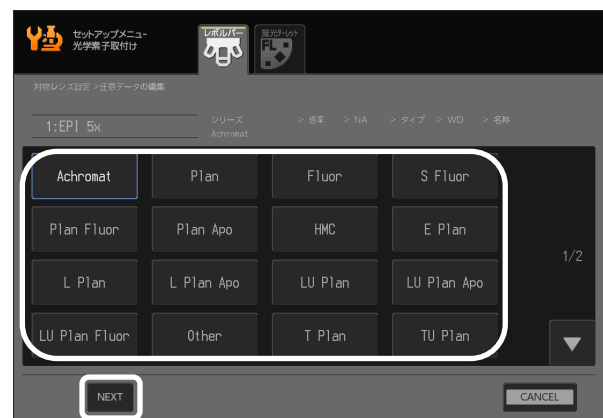 セットアップメニュー
光学素子取付け
レボルバー
蛍光ターレット
FL
対物レンズ設定 >任意データの編集
1:EPI 5x
シリーズ > 倍率 > NA > タイプ > WD > 名称
Achromat
Achromat Plan Fluor S Fluor
Plan Fluor Plan Apo HMC E Plan
1/2
L Plan L Plan Apo LU Plan LU Plan Apo
LU Plan Fluor Other T Plan TU Plan
NEXT CANCEL